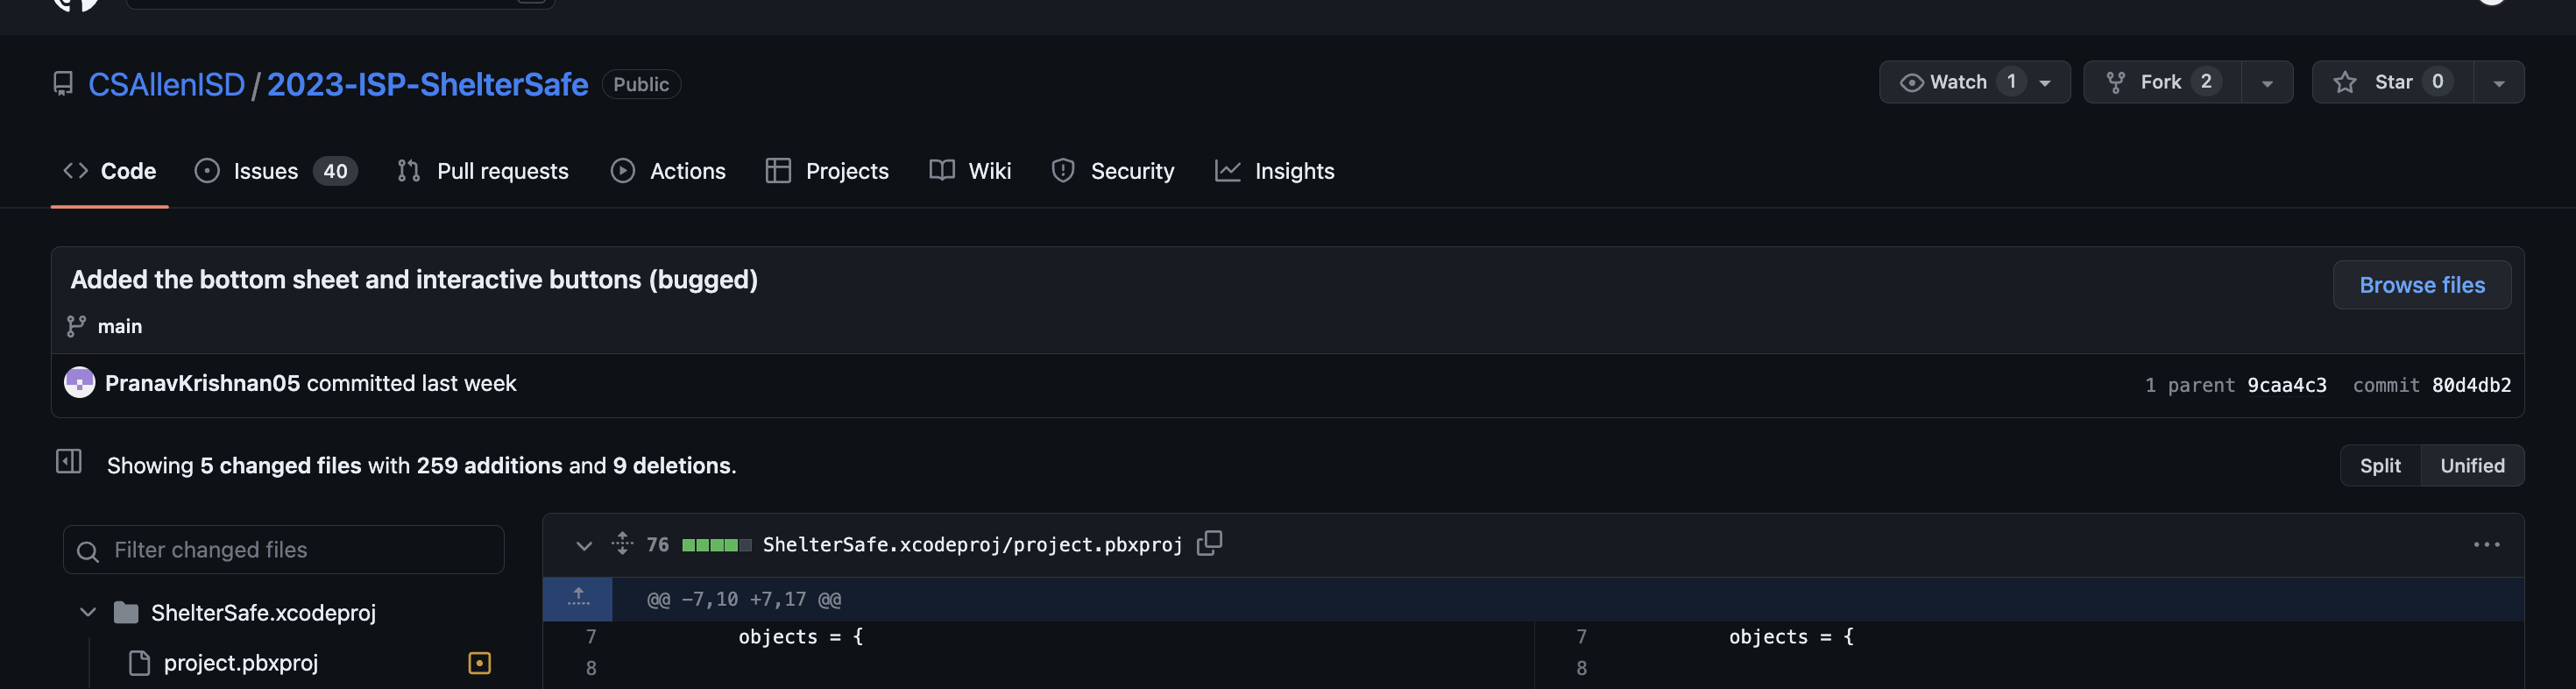 CSAllenISD / 2023-ISP-ShelterSafe Public
Watch 1 Fork 2 Star 0
Code Issues 40 Pull requests Actions Projects Wiki Security Insights
Added the bottom sheet and interactive buttons (bugged)
Browse files
main
PranavKrishnan05 committed last week
1 parent 9caa4c3 commit 80d4db2
Showing 5 changed files with 259 additions and 9 deletions.
Split Unified
Filter changed files
ShelterSafe.xcodeproj
project.pbxproj
76 ShelterSafe.xcodeproj/project.pbxproj
@@ -7,10 +7,17 @@
7 objects = { 7 objects = {
8 8